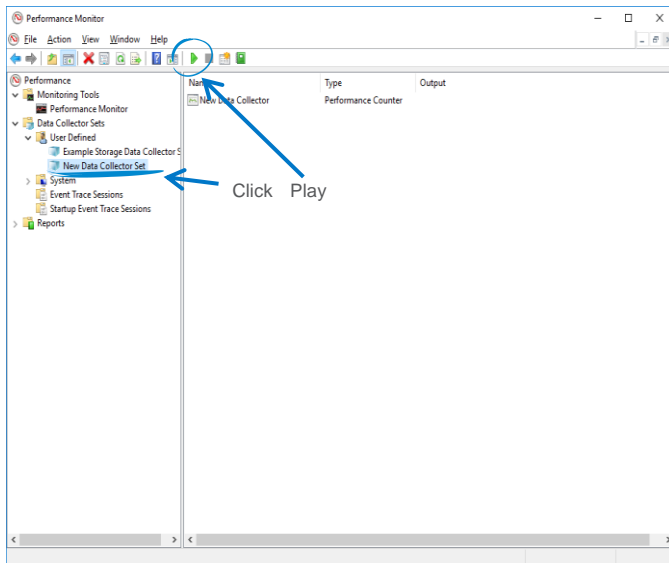 Performance Monitor
File Action View Window Help
Performance
Monitoring Tools
Performance Monitor
Data Collector Sets
User Defined
Example Storage Data Collector S
New Data Collector Set
System
Event Trace Sessions
Startup Event Trace Sessions
Reports
Name Type Output
New Data Collector Performance Counter
Click Play